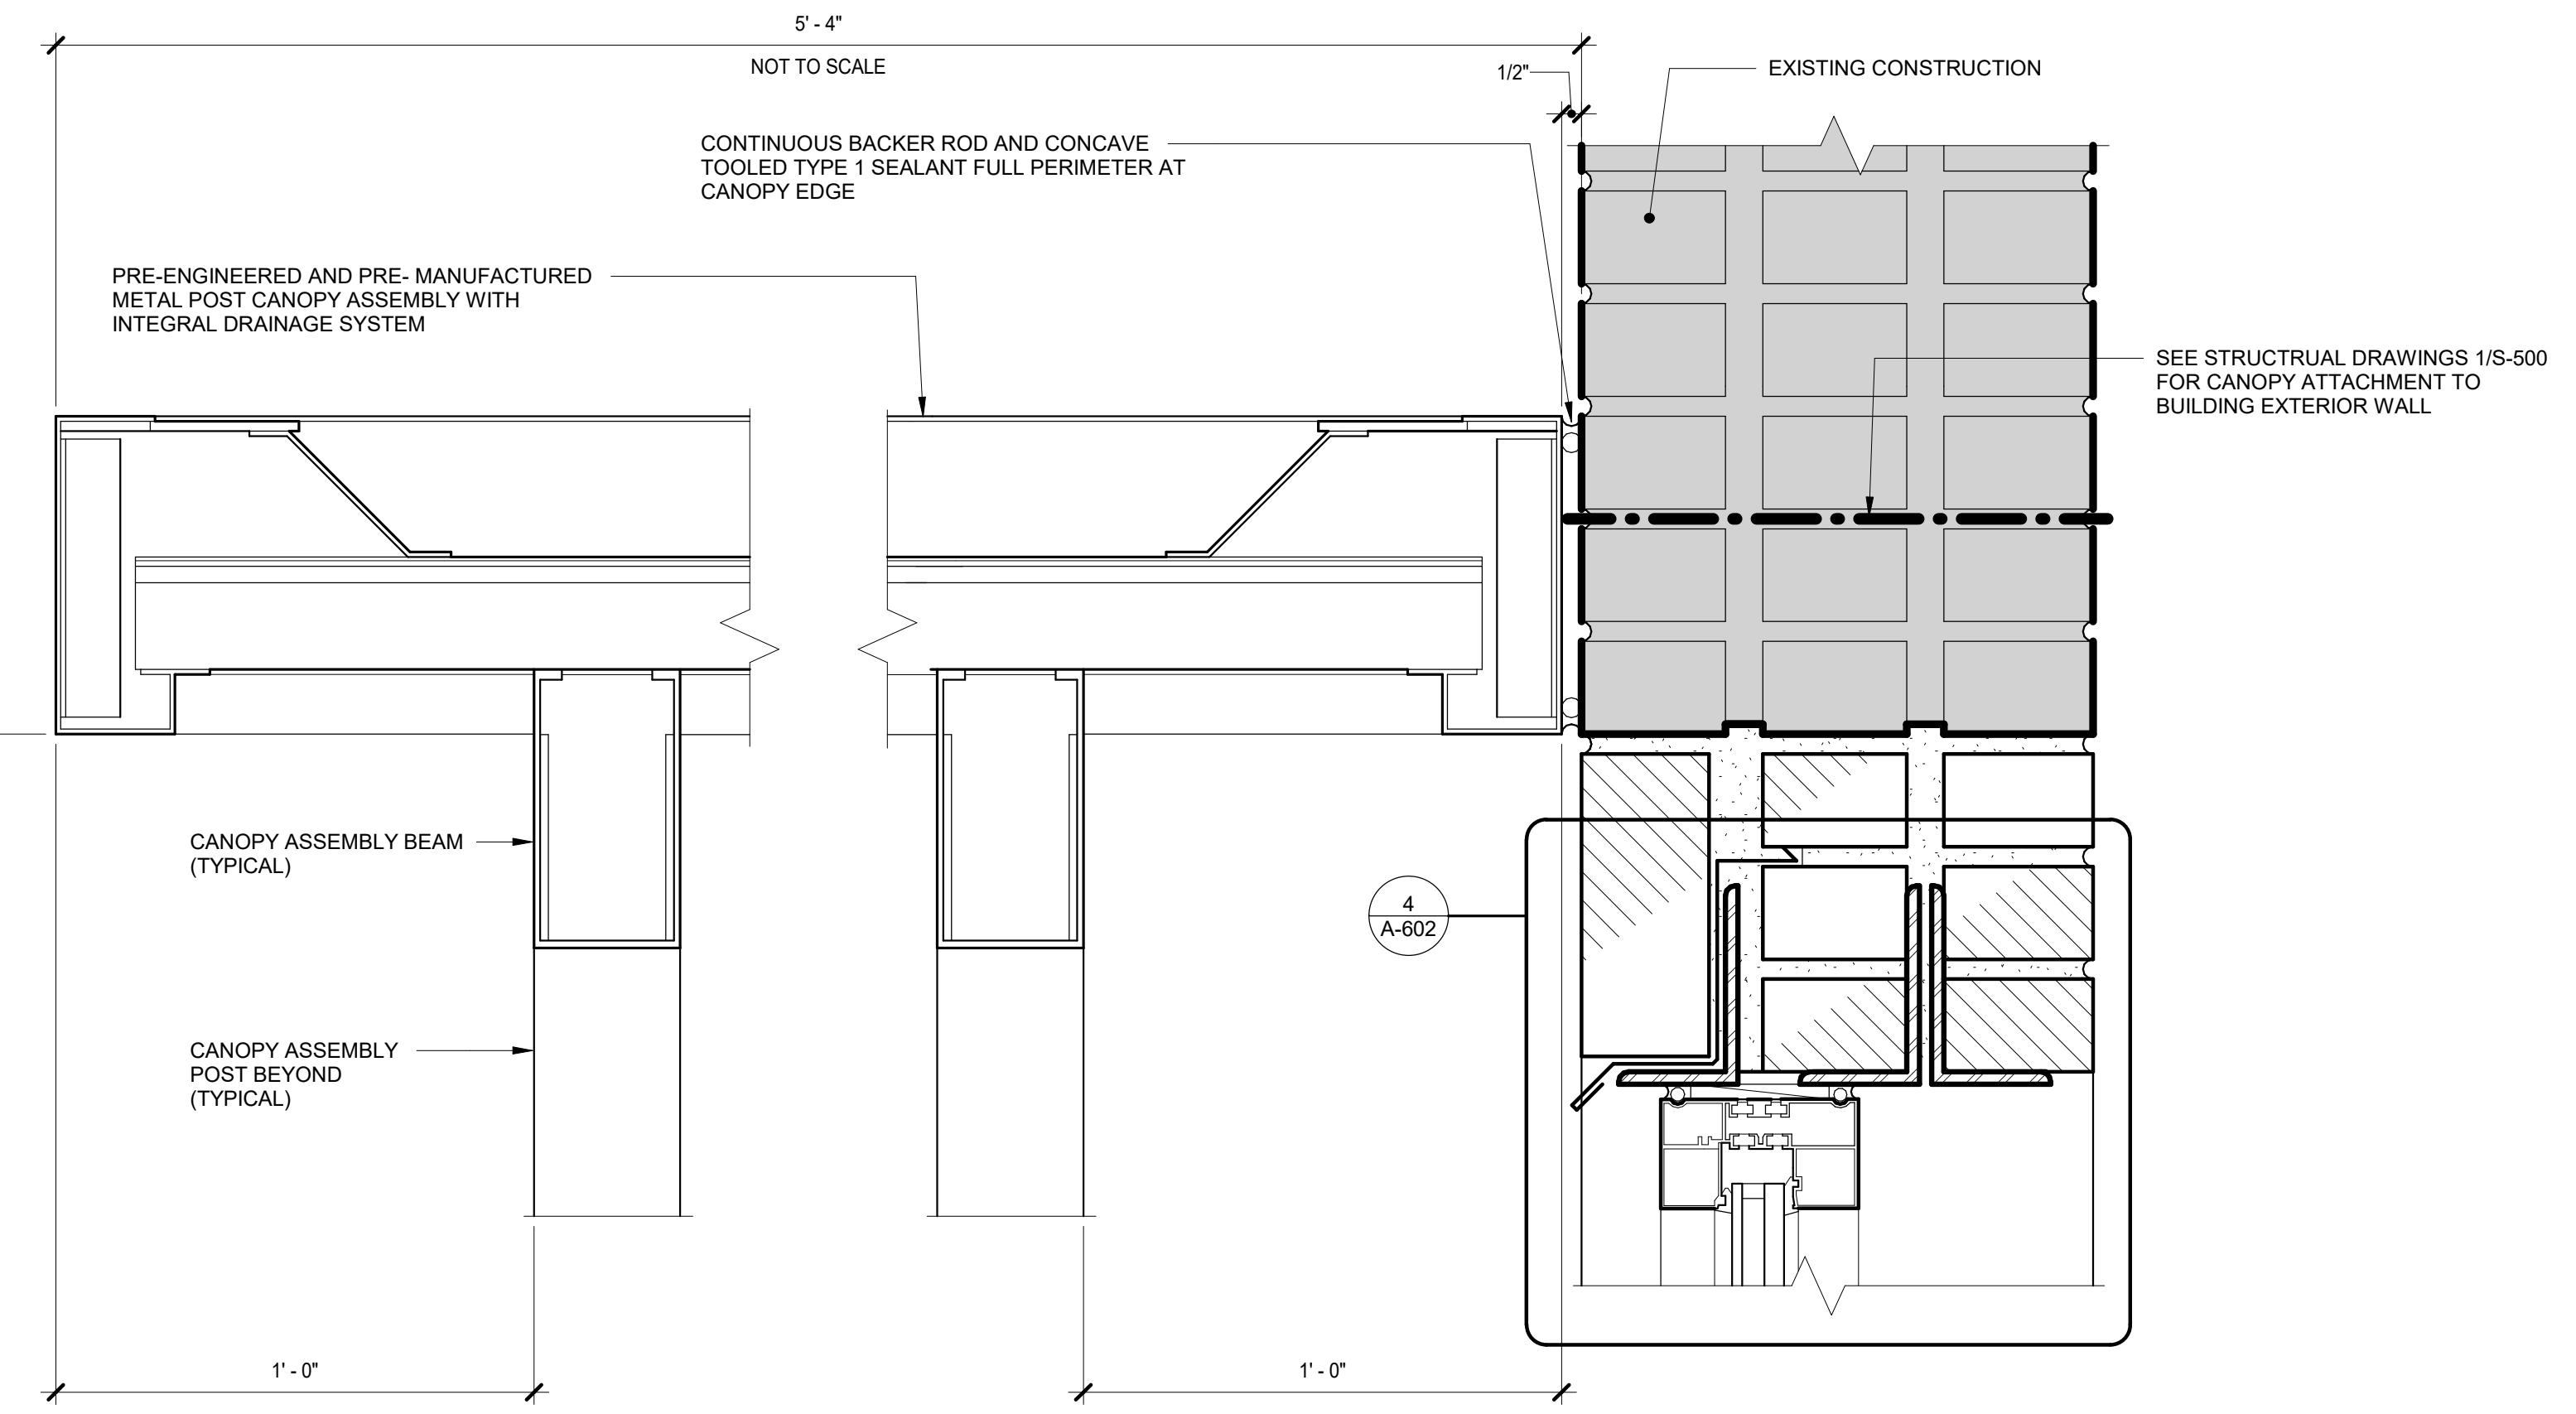 5' - 4"
NOT TO SCALE
1/2"
EXISTING CONSTRUCTION
CONTINUOUS BACKER ROD AND CONCAVE
TOOLED TYPE 1 SEALANT FULL PERIMETER AT
CANOPY EDGE
PRE-ENGINEERED AND PRE- MANUFACTURED
METAL POST CANOPY ASSEMBLY WITH
INTEGRAL DRAINAGE SYSTEM
SEE STRUCTRUAL DRAWINGS 1/S-500
FOR CANOPY ATTACHMENT TO
BUILDING EXTERIOR WALL
CANOPY ASSEMBLY BEAM
(TYPICAL)
4
A-602
CANOPY ASSEMBLY
POST BEYOND
(TYPICAL)
1' - 0"
1' - 0"